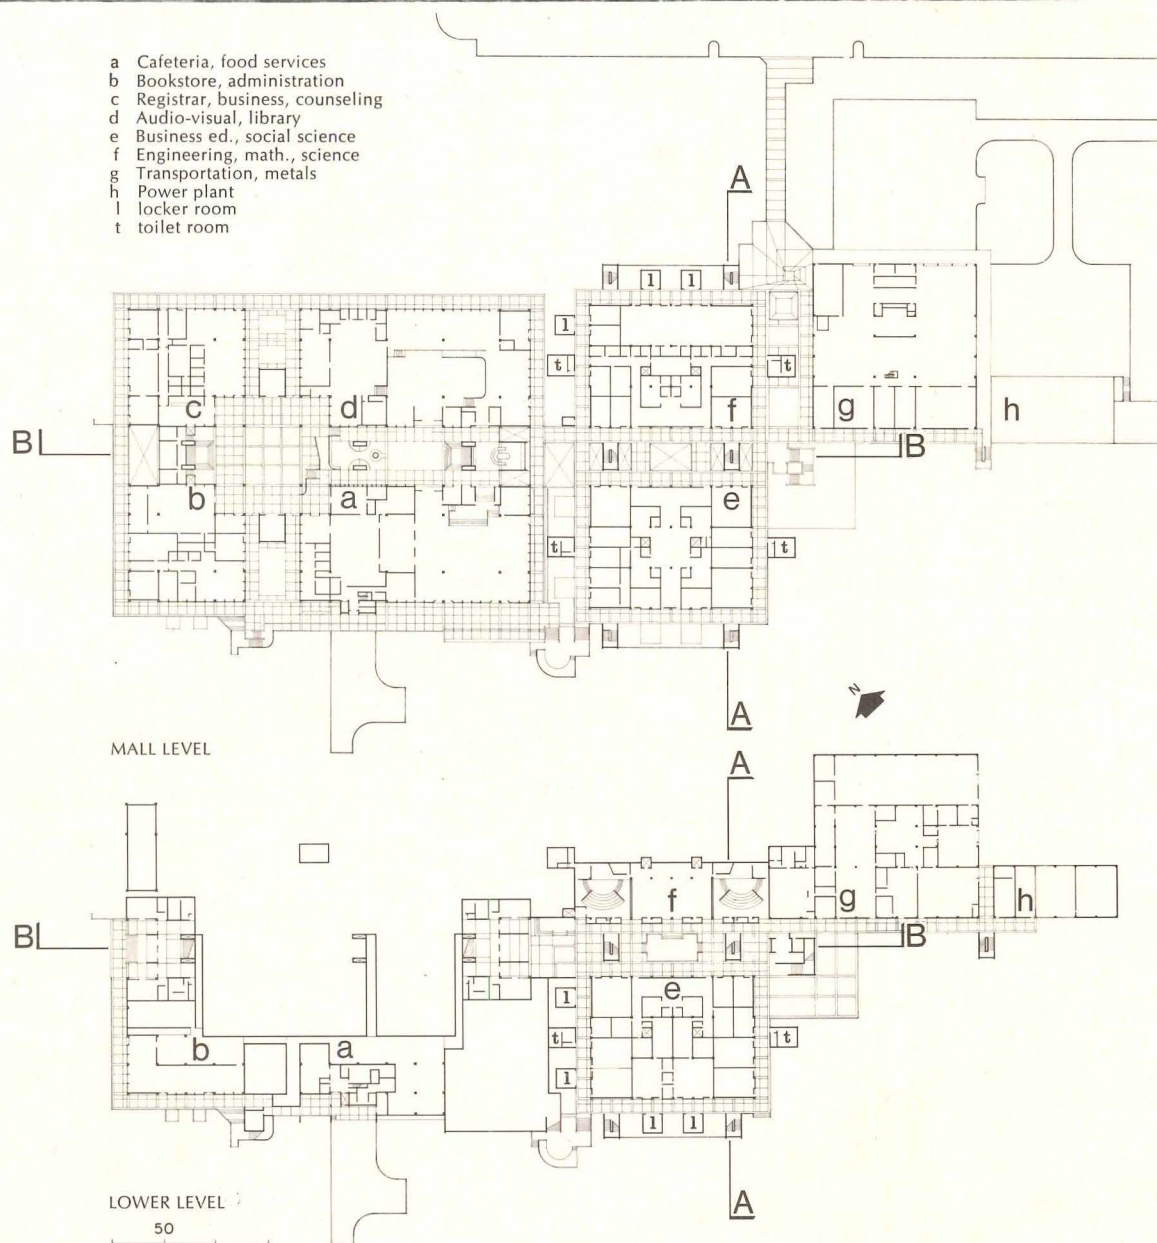 a Cafeteria, food services
b Bookstore, administration
c Registrar, business, counseling
d Audio-visual, library
e Business ed., social science
f Engineering, math., science
g Transportation, metals
h Power plant
l locker room
t toilet room
A
l l
l
t t
c d f g h
B B
b a e
t t
N
A
MALL LEVEL
A
f g h
B B
e
l
b a t t
l
l l
A
LOWER LEVEL
50